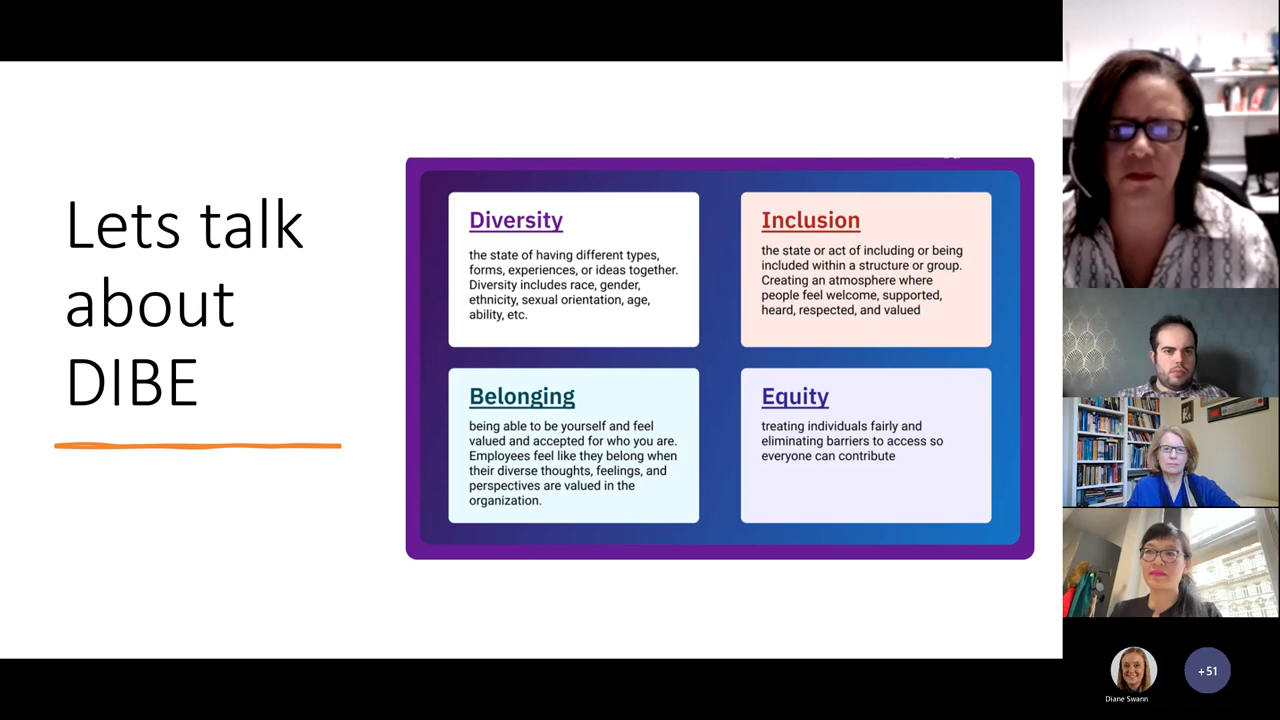 Lets talk
about
DIBE
Diversity
the state of having different types,
forms, experiences, or ideas together.
Diversity includes race, gender,
ethnicity, sexual orientation, age,
ability, etc.
Inclusion
the state or act of including or being
included within a structure or group.
Creating an atmosphere where
people feel welcome, supported,
heard, respected, and valued
Belonging
being able to be yourself and feel
valued and accepted for who you are.
Employees feel like they belong when
their diverse thoughts, feelings, and
perspectives are valued in the
organization.
Equity
treating individuals fairly and
eliminating barriers to access so
everyone can contribute
Diane Swann
+51